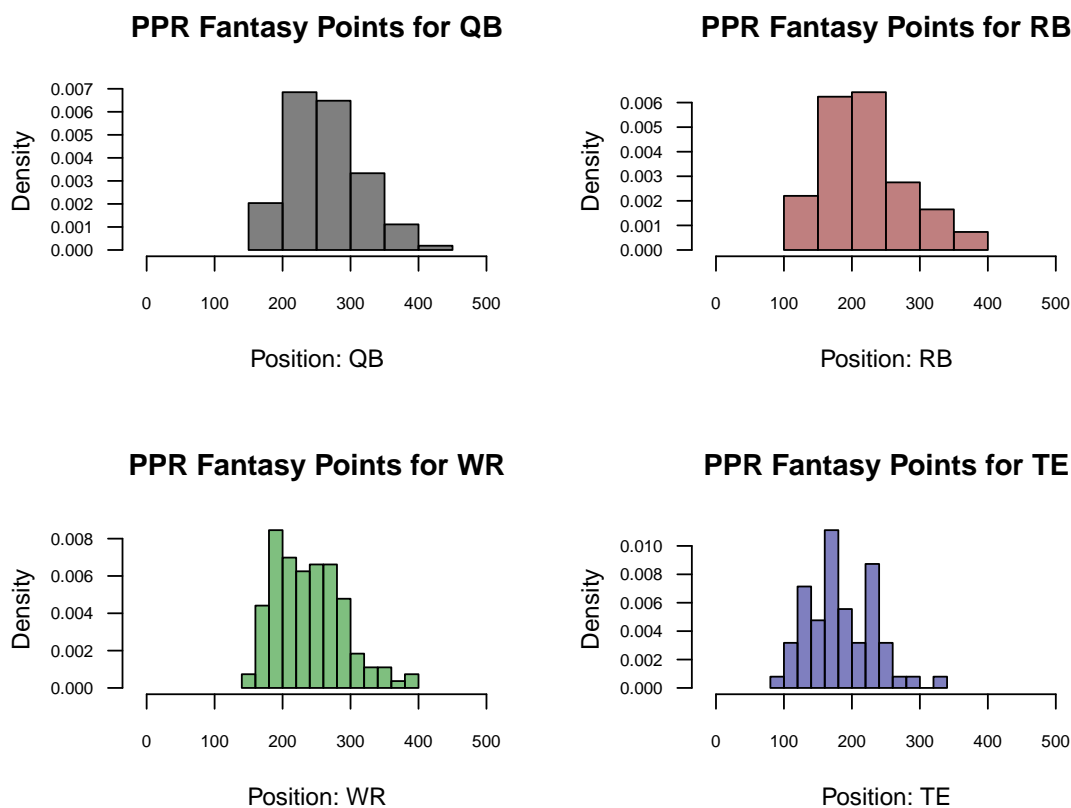 PPR Fantasy Points for QB
Density
0.007
0.006
0.005
0.004
0.003
0.002
0.001
0.000
0 100 200 300 400 500
Position: QB
PPR Fantasy Points for RB
Density
0.006
0.005
0.004
0.003
0.002
0.001
0.000
0 100 200 300 400 500
Position: RB
PPR Fantasy Points for WR
Density
0.008
0.006
0.004
0.002
0.000
0 100 200 300 400 500
Position: WR
PPR Fantasy Points for TE
Density
0.010
0.008
0.006
0.004
0.002
0.000
0 100 200 300 400 500
Position: TE